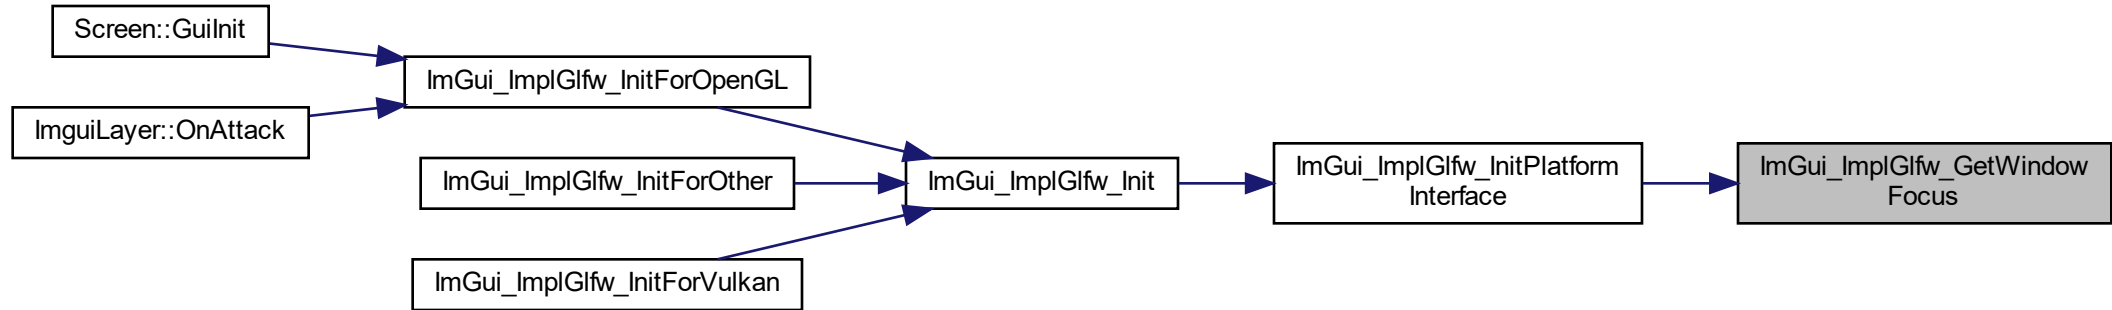 Screen::GuiInit
ImguiLayer::OnAttack
ImGui_ImplGlfw_InitForOpenGL
ImGui_ImplGlfw_InitForOther
ImGui_ImplGlfw_InitForVulkan
ImGui_ImplGlfw_Init
ImGui_ImplGlfw_InitPlatform
Interface
ImGui_ImplGlfw_GetWindow
Focus